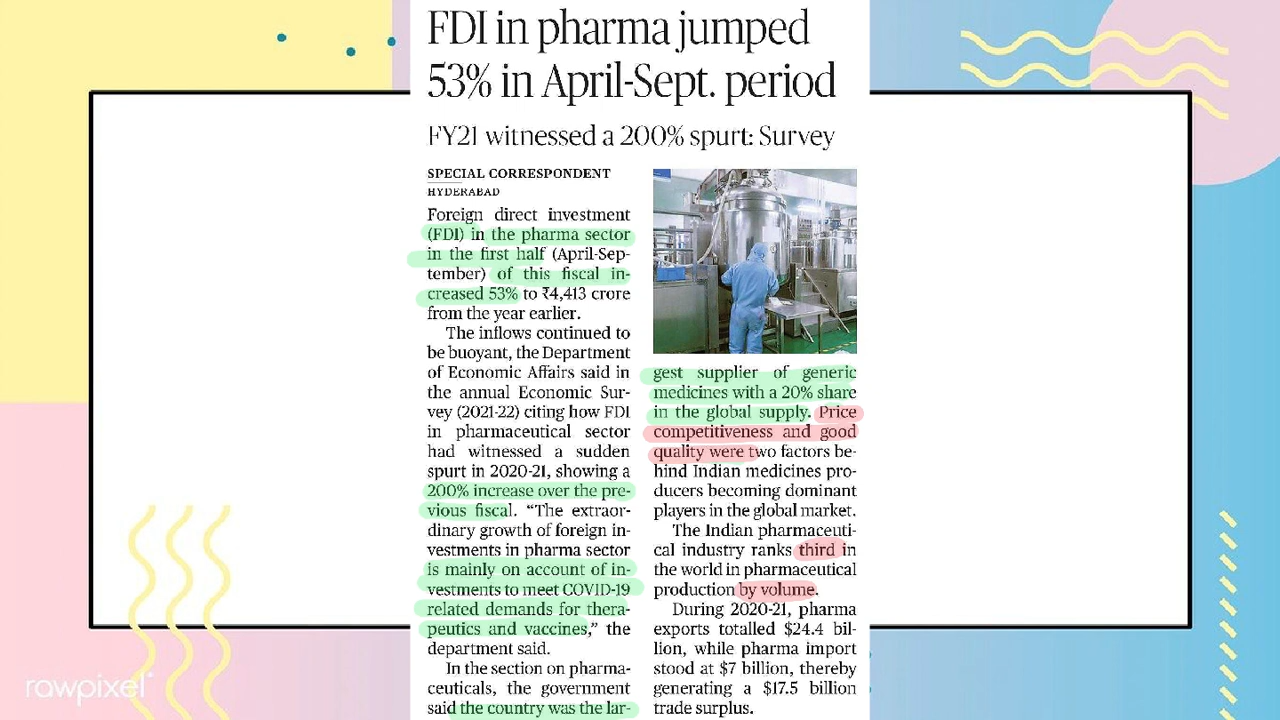 FDI in pharma jumped
53% in April-Sept. period
FY21 witnessed a 200% spurt: Survey
SPECIAL CORRESPONDENT
HYDERABAD
Foreign direct investment
(FDI) in the pharma sector
in the first half (April-Sep-
tember) of this fiscal in-
creased 53% to ₹4,413 crore
from the year earlier.
The inflows continued to
be buoyant, the Department
of Economic Affairs said in
the annual Economic Sur-
vey (2021-22) citing how FDI
in pharmaceutical sector
had witnessed a sudden
spurt in 2020-21, showing a
200% increase over the pre-
vious fiscal. “The extraor-
dinary growth of foreign in-
vestments in pharma sector
is mainly on account of in-
vestments to meet COVID-19
related demands for thera-
peutics and vaccines,” the
department said.
In the section on pharma-
ceuticals, the government
said the country was the lar-
gest supplier of generic
medicines with a 20% share
in the global supply. Price
competitiveness and good
quality were two factors be-
hind Indian medicines pro-
ducers becoming dominant
players in the global market.
The Indian pharmaceuti-
cal industry ranks third in
the world in pharmaceutical
production by volume.
During 2020-21, pharma
exports totalled $24.4 bil-
lion, while pharma import
stood at $7 billion, thereby
generating a $17.5 billion
trade surplus.
rawpixel